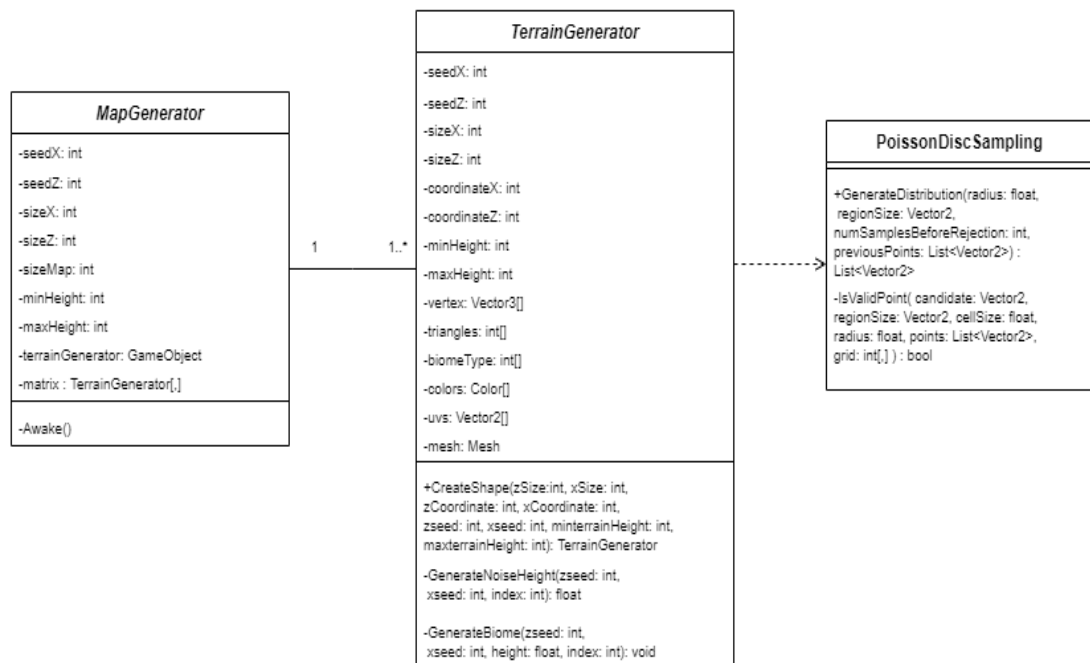 MapGenerator
-seedX: int
-seedZ: int
-sizeX: int
-sizeZ: int
-sizeMap: int
-minHeight: int
-maxHeight: int
-terrainGenerator: GameObject
-matrix : TerrainGenerator[,]
-Awake()
1
1..*
TerrainGenerator
-seedX: int
-seedZ: int
-sizeX: int
-sizeZ: int
-coordinateX: int
-coordinateZ: int
-minHeight: int
-maxHeight: int
-vertex: Vector3[]
-triangles: int[]
-biomeType: int[]
-colors: Color[]
-uvs: Vector2[]
-mesh: Mesh
+CreateShape(zSize:int, xSize: int,
zCoordinate: int, xCoordinate: int,
zseed: int, xseed: int, minterrainHeight: int,
maxterrainHeight: int): TerrainGenerator
-GenerateNoiseHeight(zseed: int,
xseed: int, index: int): float
-GenerateBiome(zseed: int,
xseed: int, height: float, index: int): void
PoissonDiscSampling
+GenerateDistribution(radius: float,
regionSize: Vector2,
numSamplesBeforeRejection: int,
previousPoints: List<Vector2>) :
List<Vector2>
-IsValidPoint( candidate: Vector2,
regionSize: Vector2, cellSize: float,
radius: float, points: List<Vector2>,
grid: int[,] ) : bool